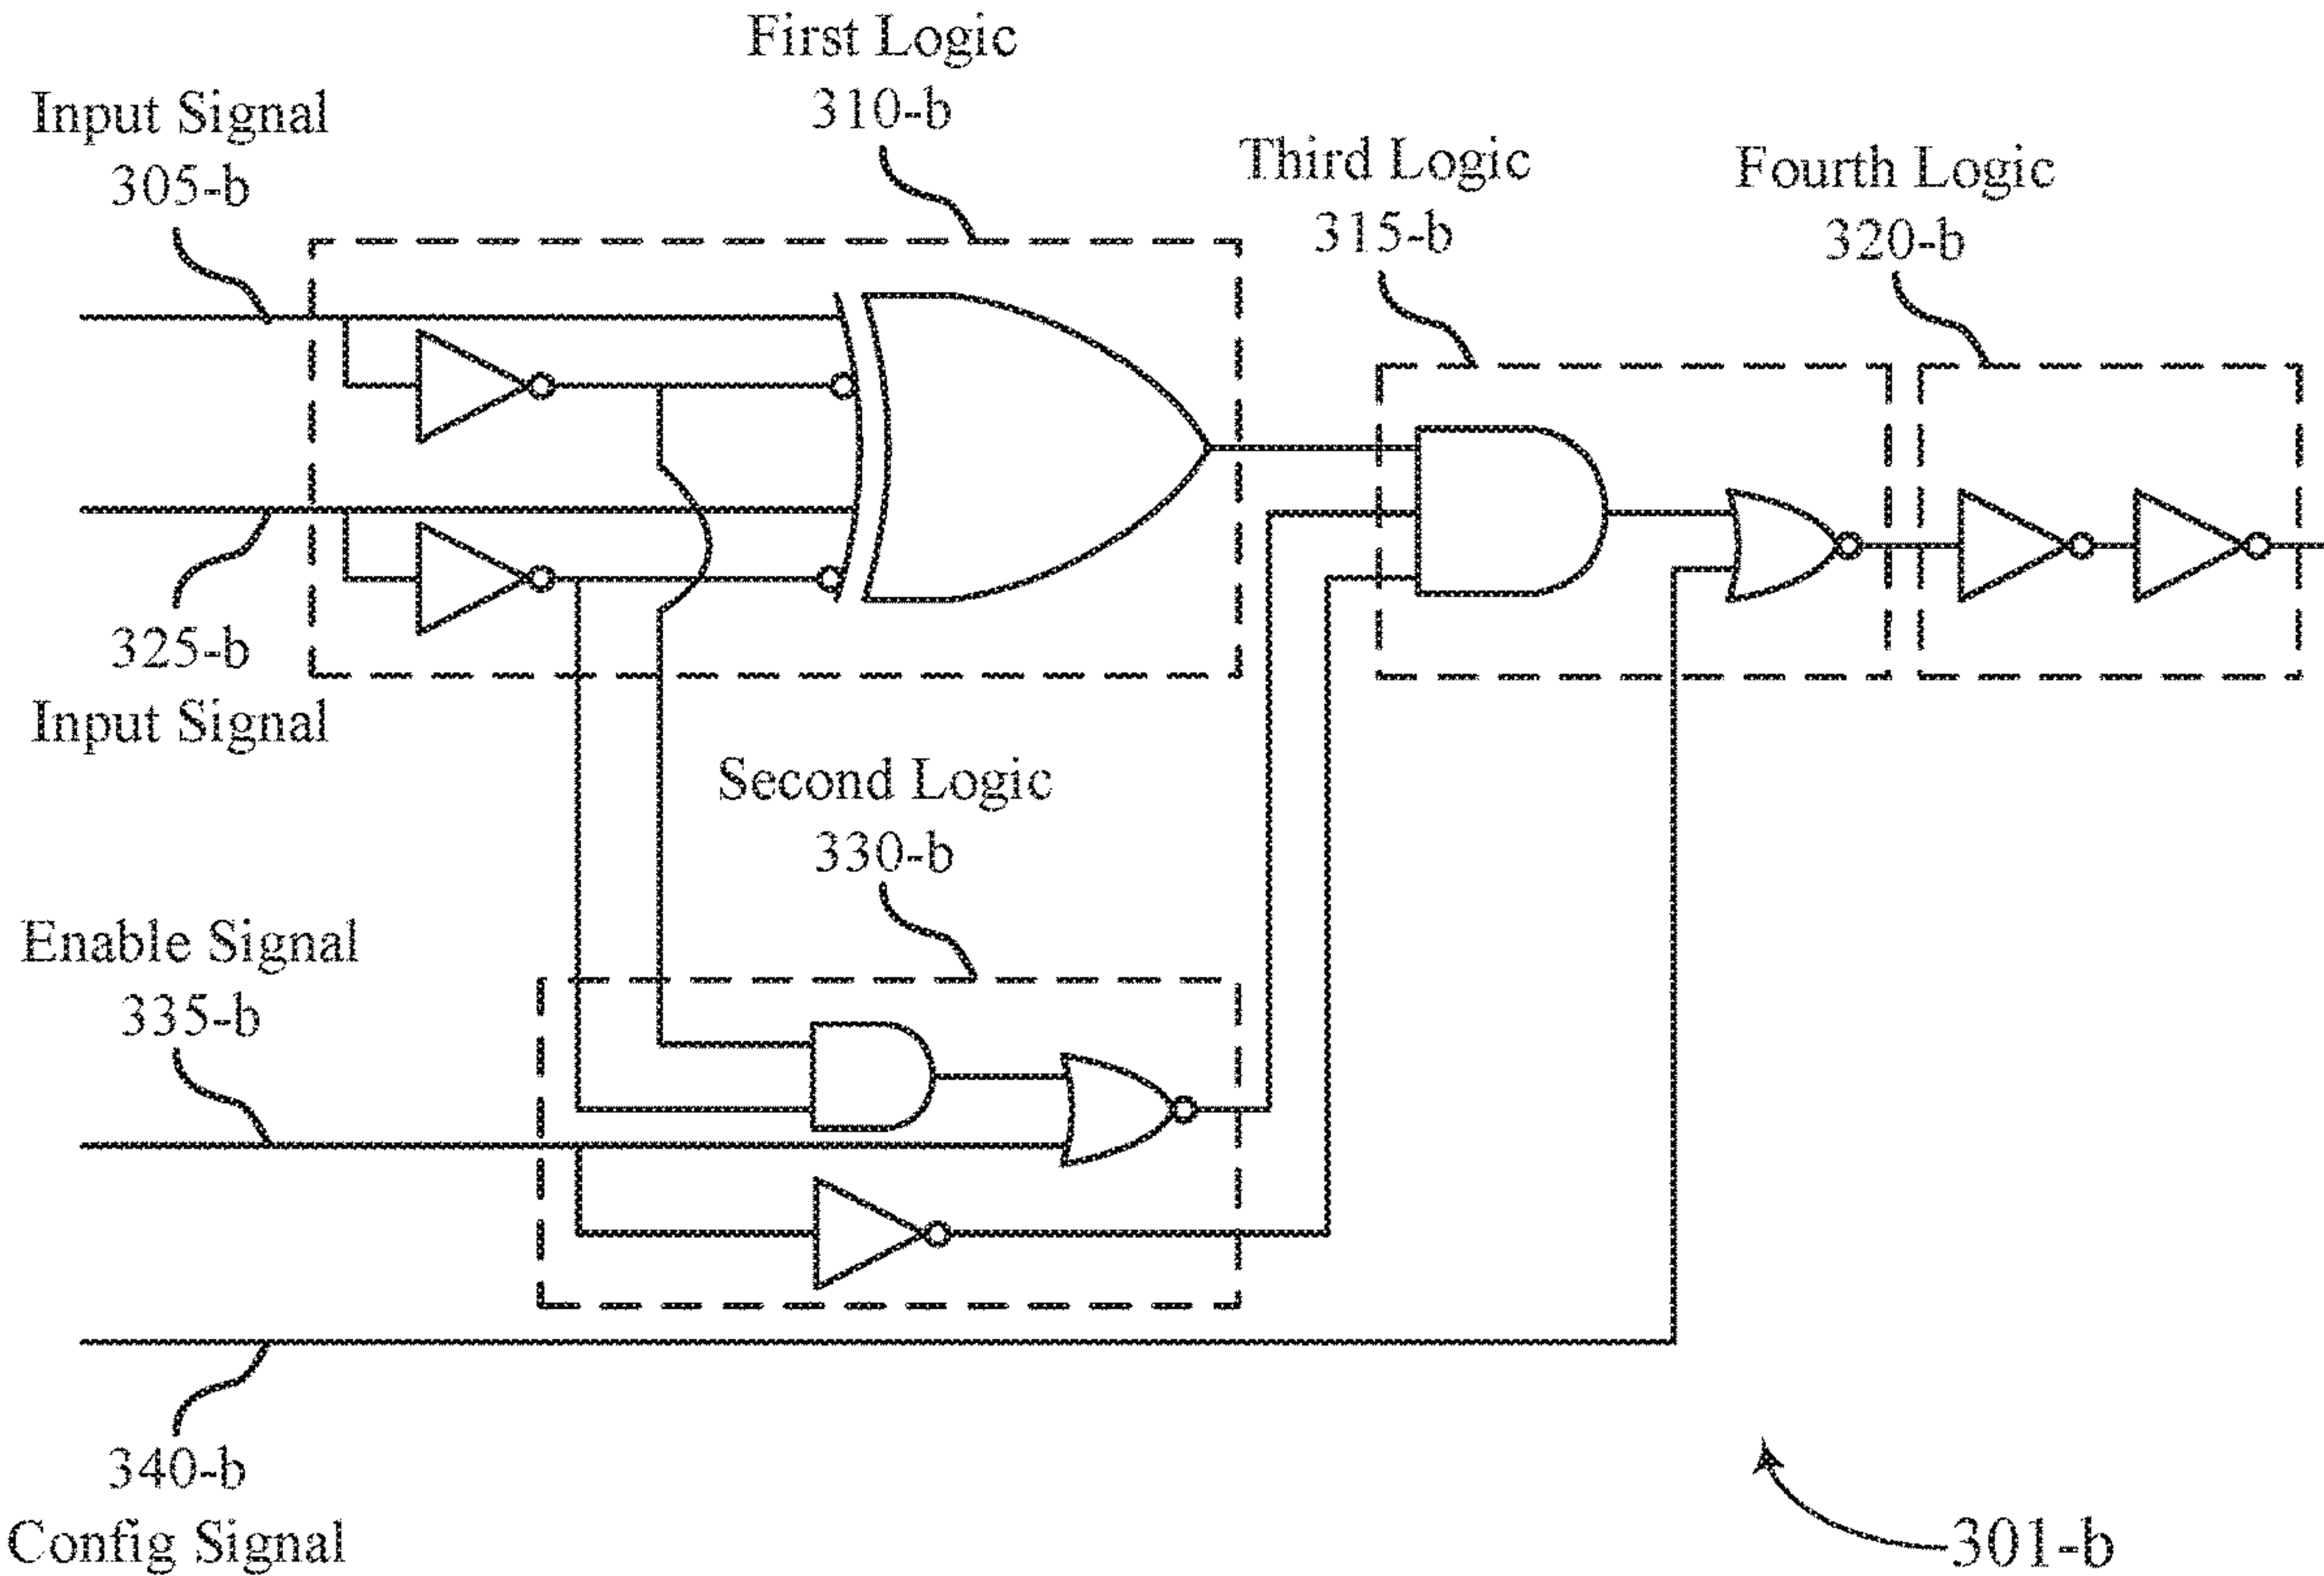 First Logic
310-b
Input Signal
305-b
Third Logic
315-b
Fourth Logic
320-b
325-b
Input Signal
Second Logic
330-b
Enable Signal
335-b
340-b
Config Signal
301-b